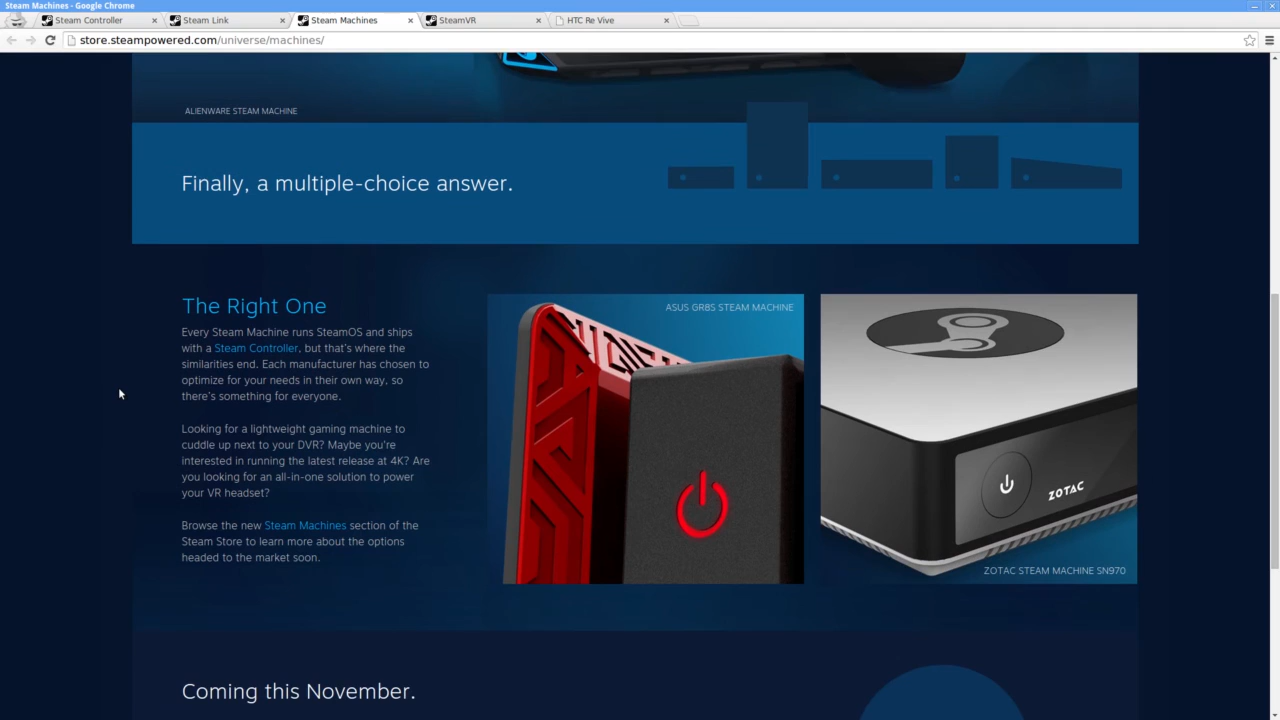 Steam Machines - Google Chrome
Steam Controller
Steam Link
Steam Machines
SteamVR
HTC Re Vive
store.steampowered.com/universe/machines/
ALIENWARE STEAM MACHINE
Finally, a multiple-choice answer.
The Right One
Every Steam Machine runs SteamOS and ships
with a Steam Controller, but that's where the
similarities end. Each manufacturer has chosen to
optimize for your needs in their own way, so
there's something for everyone.
Looking for a lightweight gaming machine to
cuddle up next to your DVR? Maybe you're
interested in running the latest release at 4K? Are
you looking for an all-in-one solution to power
your VR headset?
Browse the new Steam Machines section of the
Steam Store to learn more about the options
headed to the market soon.
ASUS GR8S STEAM MACHINE
ZOTAC
ZOTAC STEAM MACHINE SN970
Coming this November.